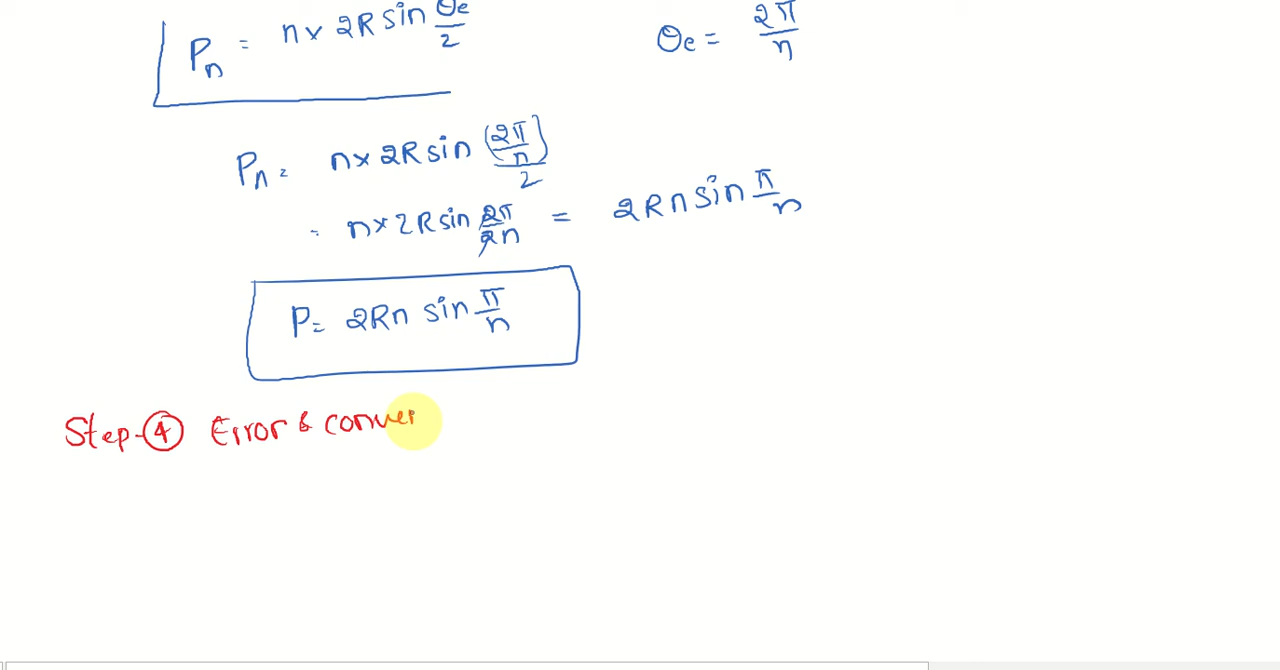 Pn = n× 2R sin θe/2 θe = 2π/n
Pn = n× 2R sin (2π/n)/2
= n×2R sin 2π/2n = 2Rn sin π/n
P = 2Rn sin π/n
Step-④ Error & conver